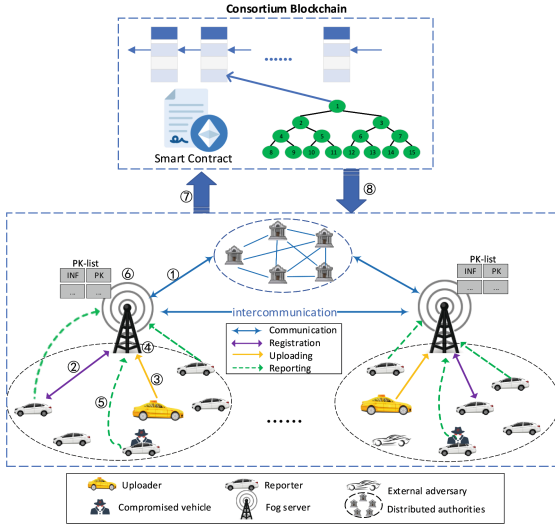 Consortium Blockchain
......
1
2
3
4
5
6
7
8
9
10
11
12
13
14
15
Smart Contract
⑦
⑧
PK-list
INF PK
... ...
⑥
①
PK-list
INF PK
... ...
intercommunication
Communication
Registration
Uploading
Reporting
④
②
③
⑤
......
Uploader
Reporter
External adversary
Compromised vehicle
Fog server
Distributed authorities